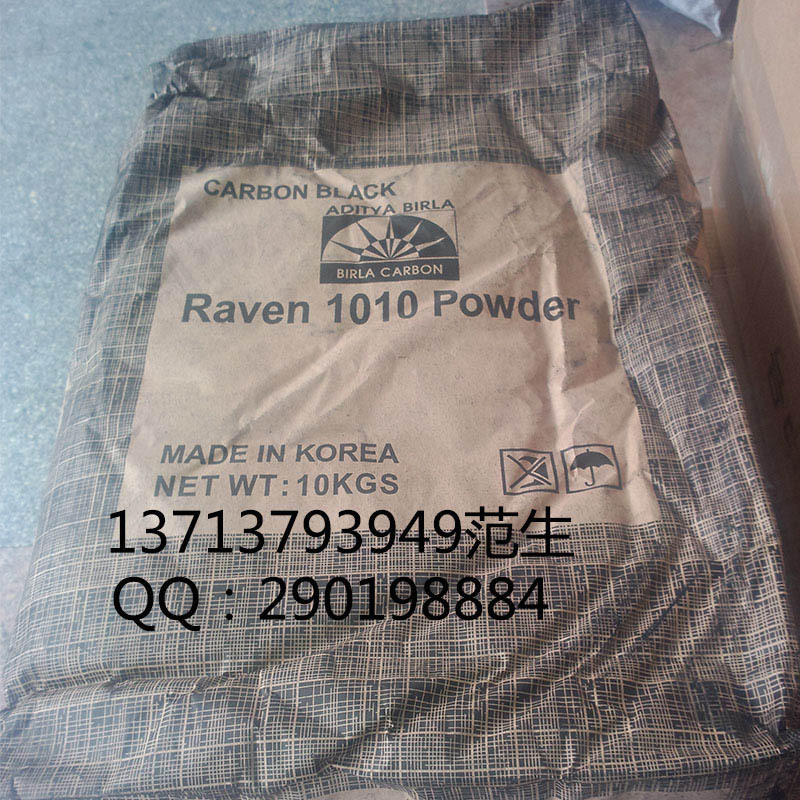 CARBON BLACK
ADITYA BIRLA
BIRLA CARBON
Raven 1010 Powder
MADE IN KOREA
NET WT: 10KGS
13713793949范生
QQ：290198884